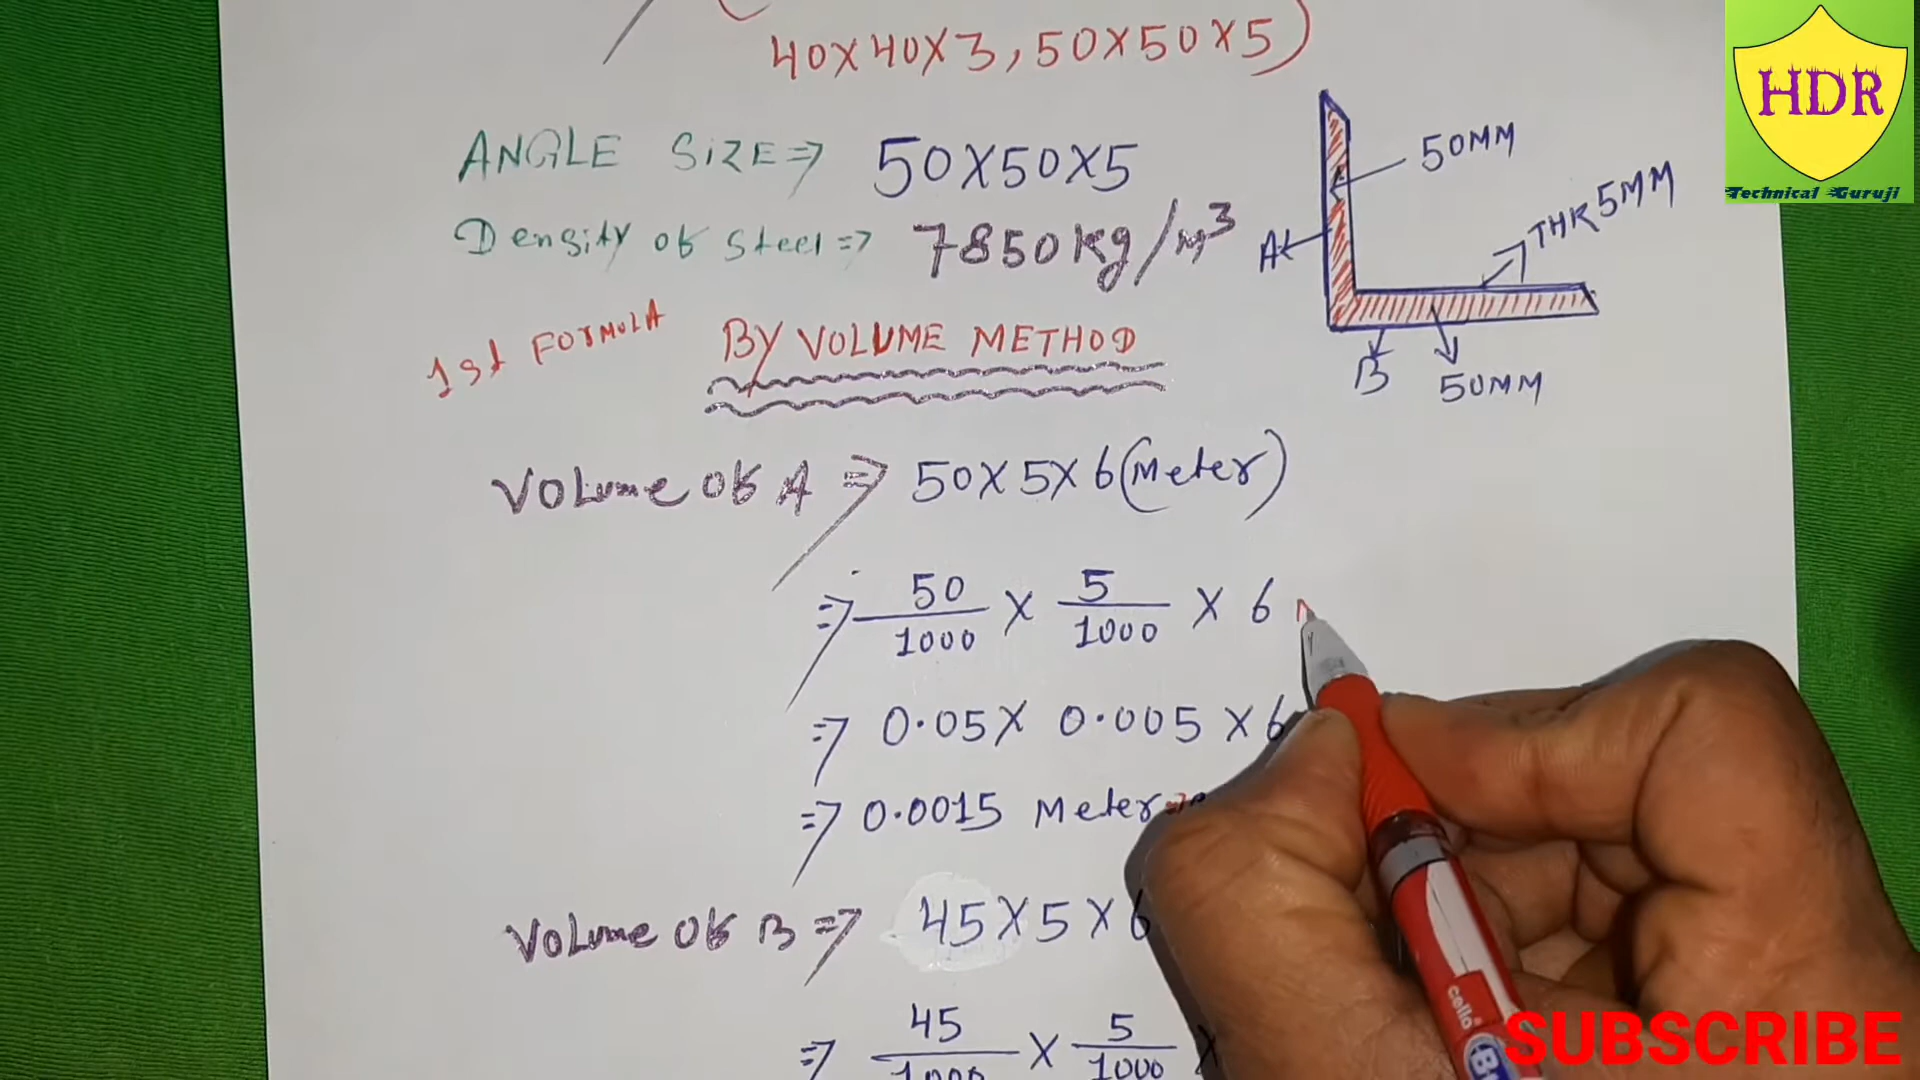 40X40X3, 50X50X5)
HDR
Technical Guruji
ANGLE SiZE => 50X50X5
50MM
THK 5MM
Density of Steel => 7850kg/m³
A
1st FORMULA
BY VOLUME METHOD
B
50MM
Volume of A => 50X5X6(Meter)
=> 50/1000 X 5/1000 X 6
=> 0.05X 0.005 X6
=> 0.0015 Meter
Volume of B => 45X5X6
=> 45/1000 X 5/1000 X
cello
SUBSCRIBE